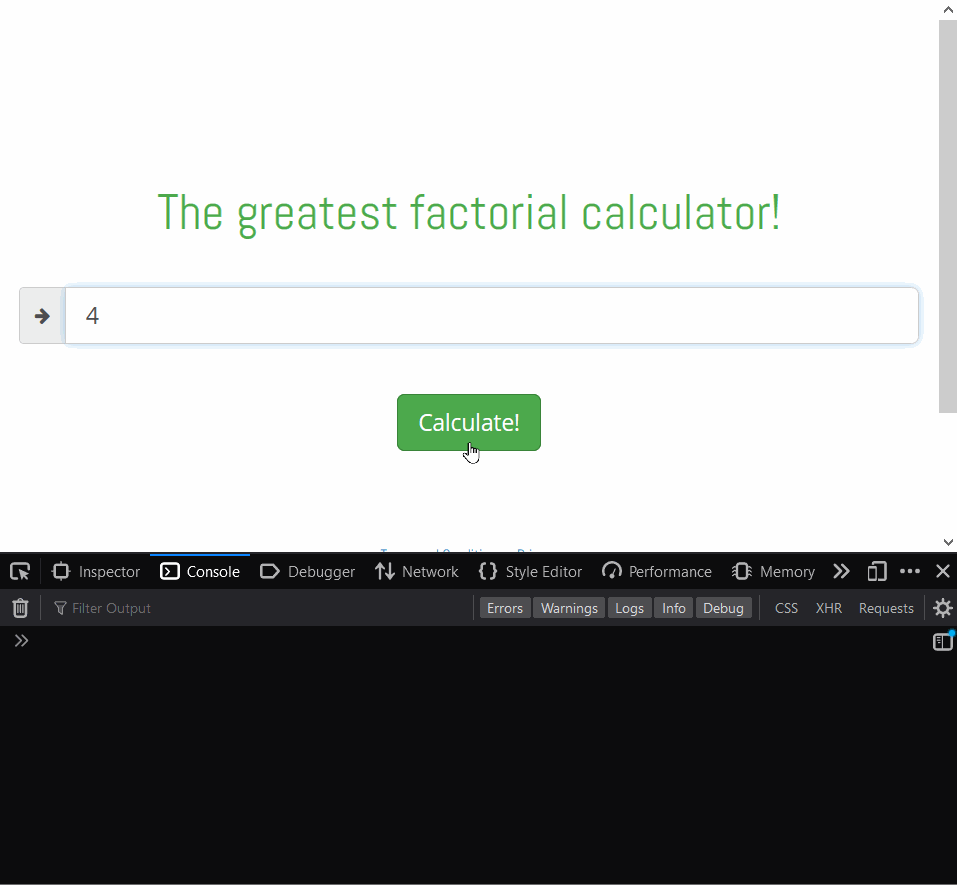 The greatest factorial calculator!
4
Calculate!
Inspector Console Debugger Network Style Editor Performance Memory
Filter Output Errors Warnings Logs Info Debug CSS XHR Requests